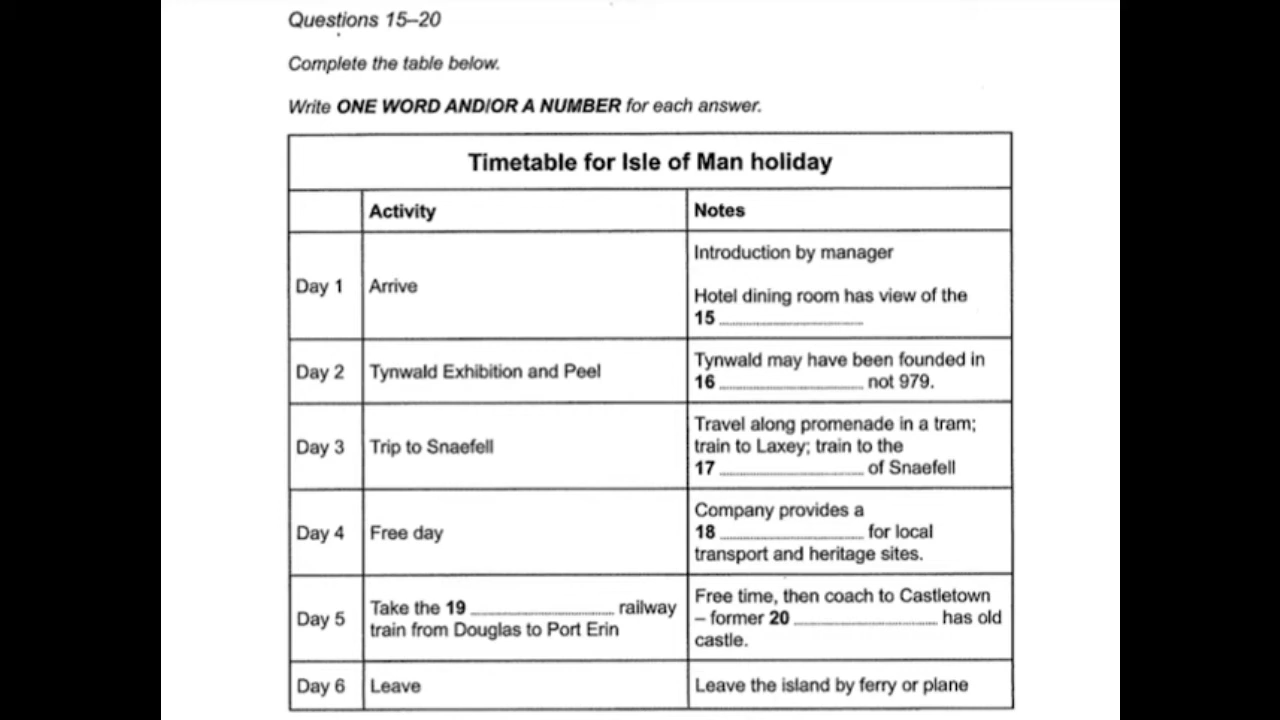 Questions 15–20
Complete the table below.
Write ONE WORD AND/OR A NUMBER for each answer.
Timetable for Isle of Man holiday
Activity
Notes
Day 1
Arrive
Introduction by manager
Hotel dining room has view of the
15 ........................
Day 2
Tynwald Exhibition and Peel
Tynwald may have been founded in
16 ........................ not 979.
Day 3
Trip to Snaefell
Travel along promenade in a tram;
train to Laxey; train to the
17 ........................ of Snaefell
Day 4
Free day
Company provides a
18 ........................ for local
transport and heritage sites.
Day 5
Take the 19 ........................ railway
train from Douglas to Port Erin
Free time, then coach to Castletown
– former 20 ........................ has old
castle.
Day 6
Leave
Leave the island by ferry or plane